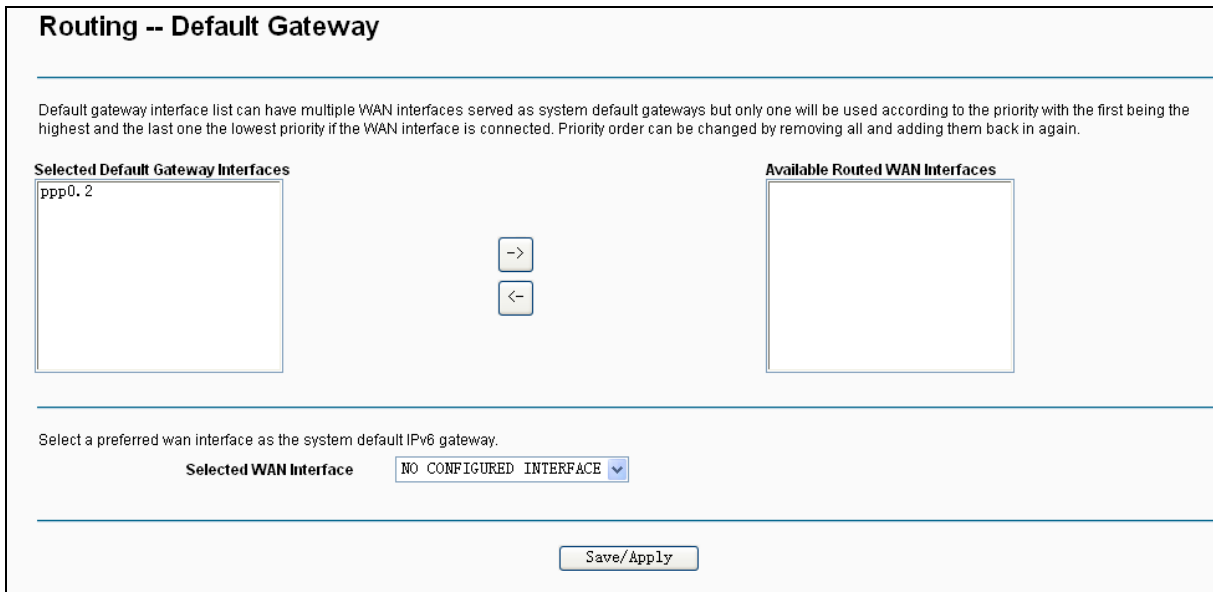 Routing -- Default Gateway
Default gateway interface list can have multiple WAN interfaces served as system default gateways but only one will be used according to the priority with the first being the
highest and the last one the lowest priority if the WAN interface is connected. Priority order can be changed by removing all and adding them back in again.
Selected Default Gateway Interfaces
Available Routed WAN Interfaces
ppp0.2
->
<-
Select a preferred wan interface as the system default IPv6 gateway.
Selected WAN Interface NO CONFIGURED INTERFACE
Save/Apply